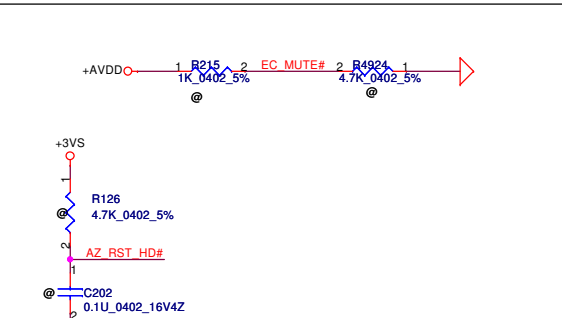 +AVDD 1 R215 2 EC_MUTE# 2 R4924 1
1K_0402_5% 4.7K_0402_5%
@ @
+3VS
1
R126
@
4.7K_0402_5%
2
AZ_RST_HD#
1
@ C202
0.1U_0402_16V4Z
2